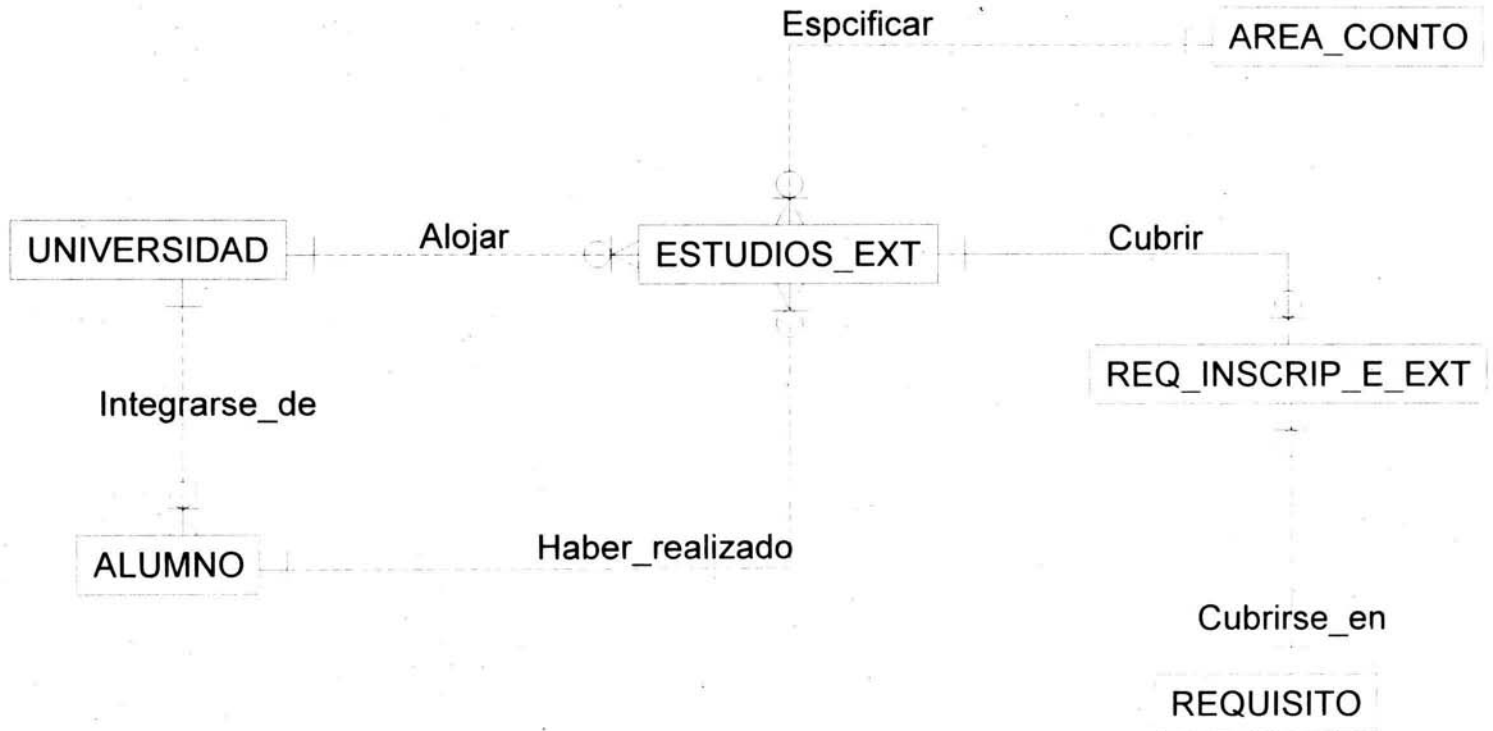 Espcificar
AREA_CONTO
UNIVERSIDAD
Alojar
ESTUDIOS_EXT
Cubrir
REQ_INSCRIP_E_EXT
Integrarse_de
ALUMNO
Haber_realizado
Cubrirse_en
REQUISITO